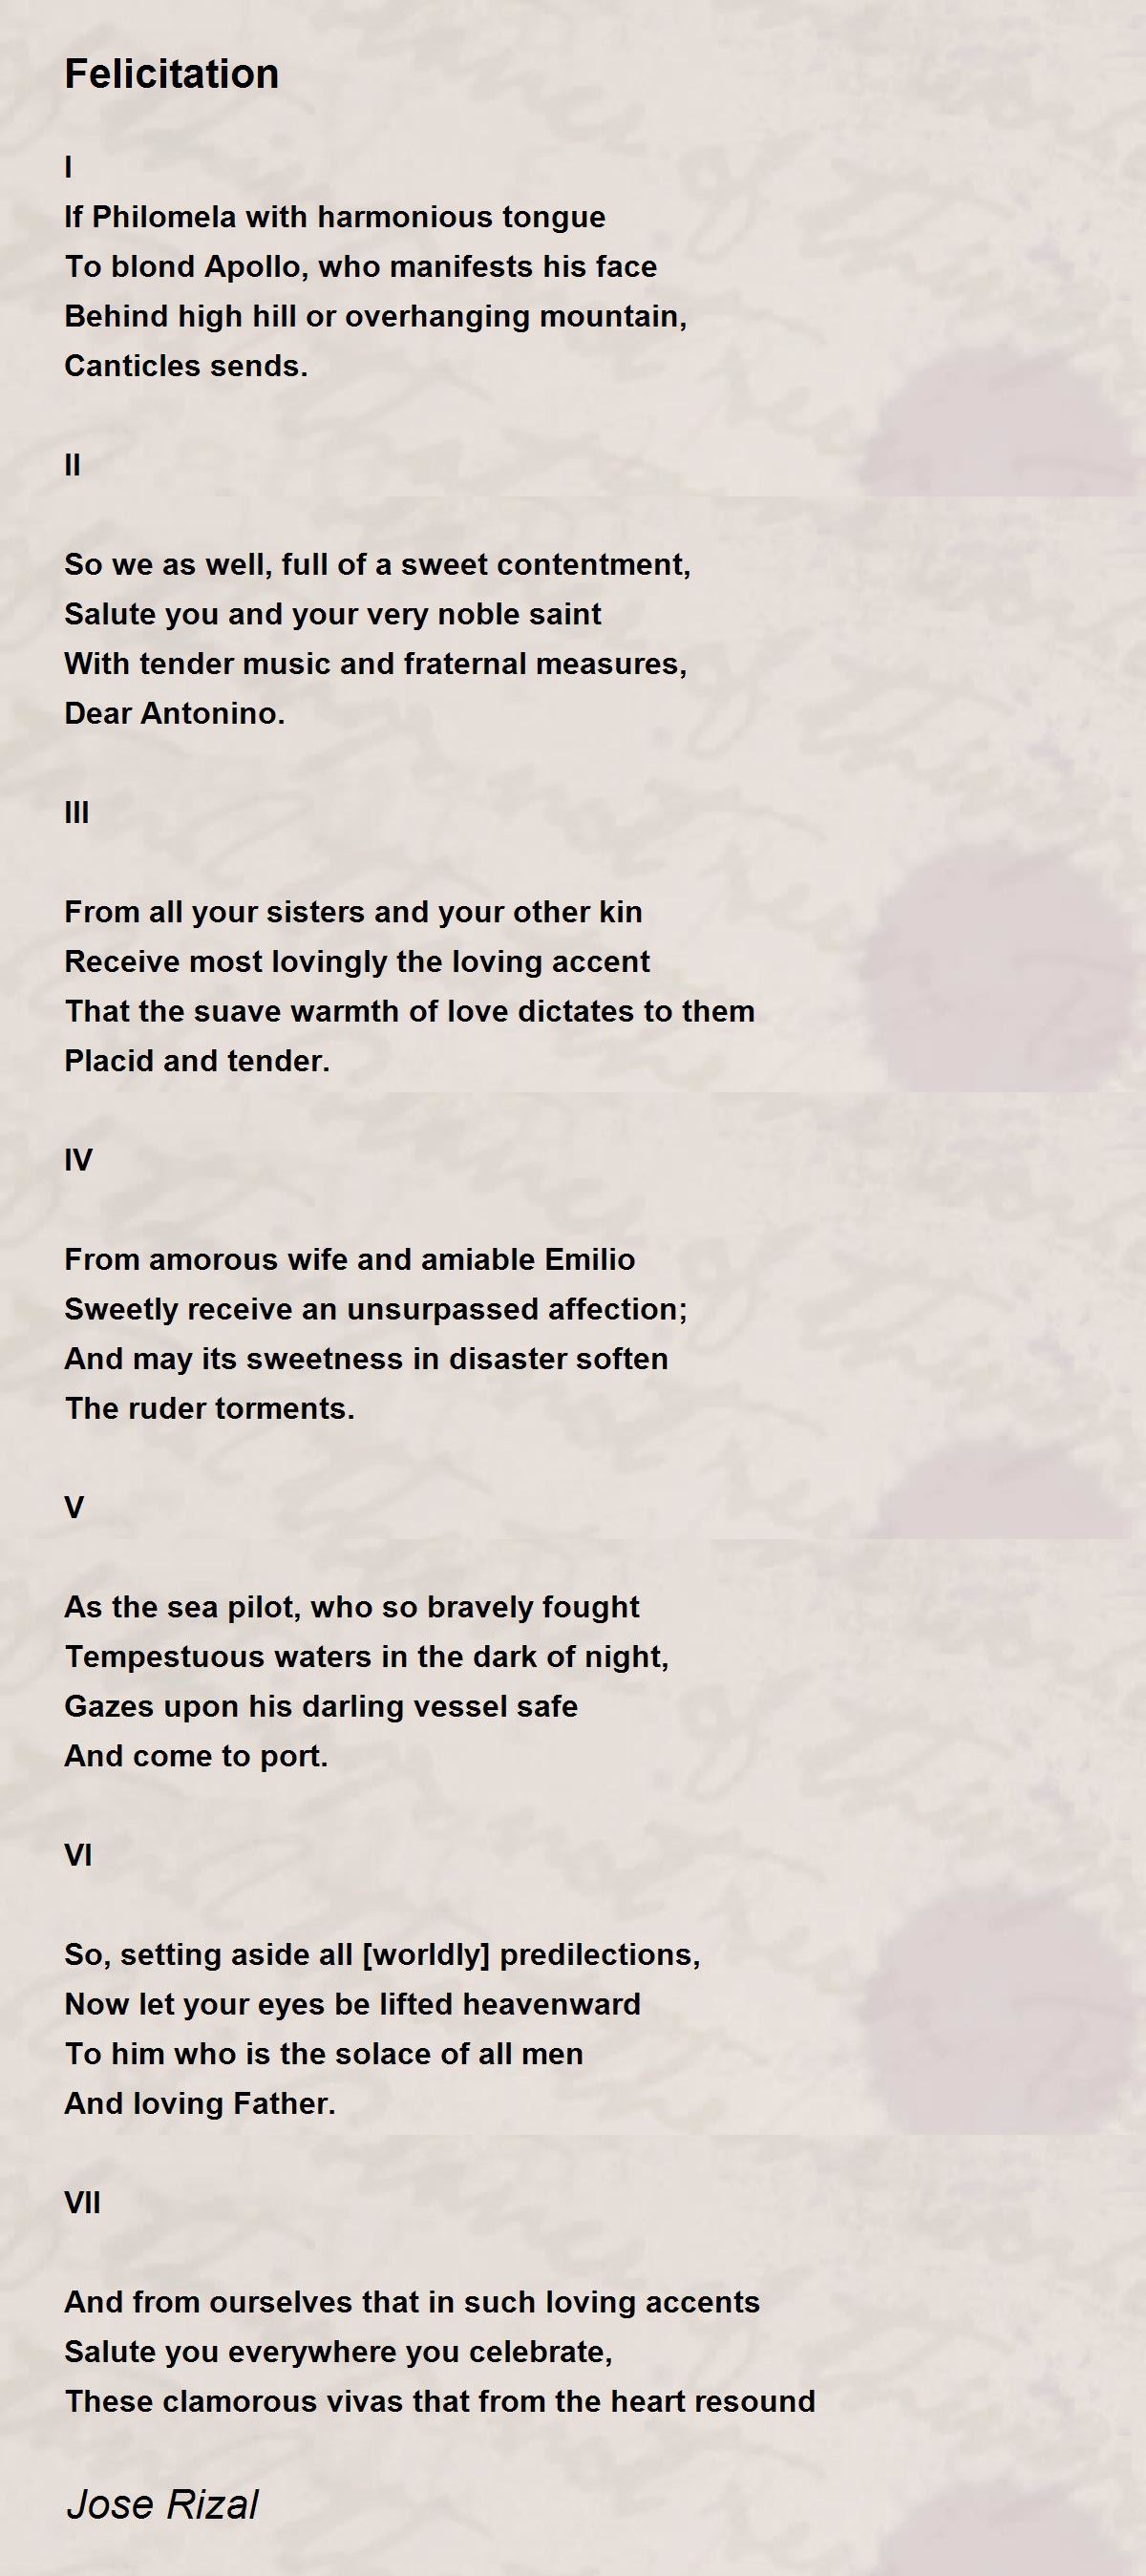 Felicitation
I
If Philomela with harmonious tongue
To blond Apollo, who manifests his face
Behind high hill or overhanging mountain,
Canticles sends.
II
So we as well, full of a sweet contentment,
Salute you and your very noble saint
With tender music and fraternal measures,
Dear Antonino.
III
From all your sisters and your other kin
Receive most lovingly the loving accent
That the suave warmth of love dictates to them
Placid and tender.
IV
From amorous wife and amiable Emilio
Sweetly receive an unsurpassed affection;
And may its sweetness in disaster soften
The ruder torments.
V
As the sea pilot, who so bravely fought
Tempestuous waters in the dark of night,
Gazes upon his darling vessel safe
And come to port.
VI
So, setting aside all [worldly] predilections,
Now let your eyes be lifted heavenward
To him who is the solace of all men
And loving Father.
VII
And from ourselves that in such loving accents
Salute you everywhere you celebrate,
These clamorous vivas that from the heart resound
Jose Rizal